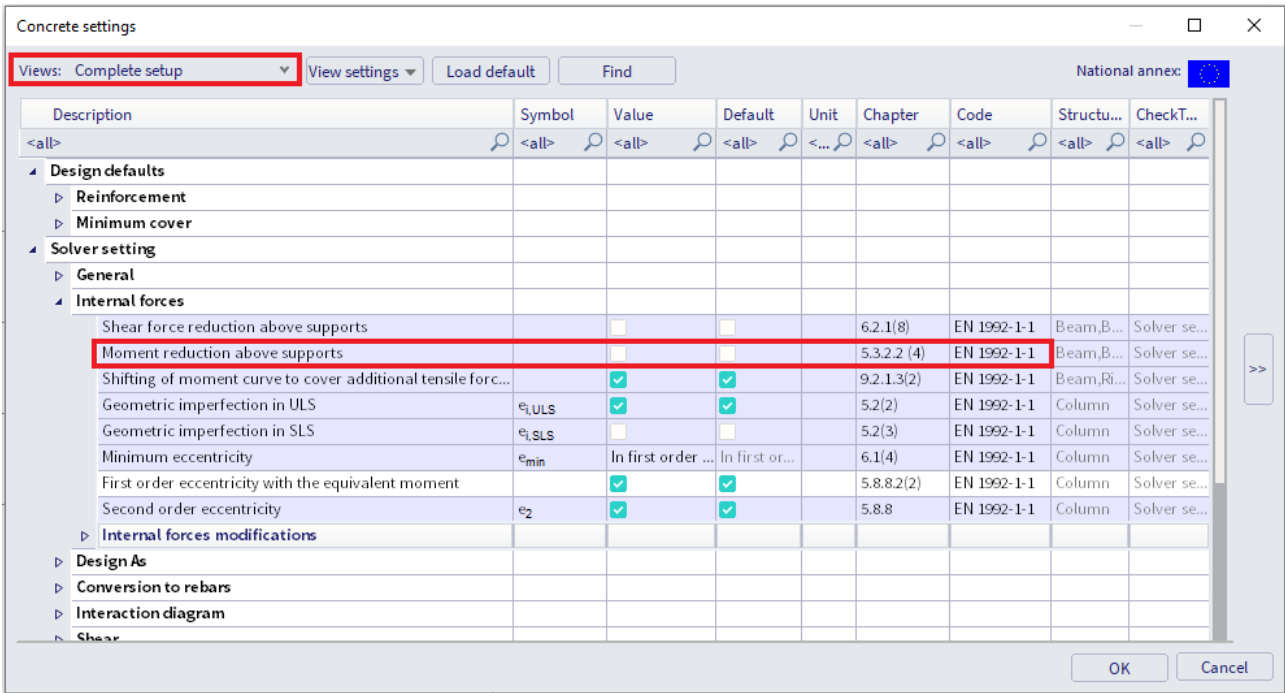 Concrete settings
Views: Complete setup View settings Load default Find National annex:
Description Symbol Value Default Unit Chapter Code Structu... CheckT...
<all> <all> <all> <all> <... <all> <all> <all> <all>
Design defaults
Reinforcement
Minimum cover
Solver setting
General
Internal forces
Shear force reduction above supports 6.2.1(8) EN 1992-1-1 Beam,B... Solver se...
Moment reduction above supports 5.3.2.2 (4) EN 1992-1-1 Beam,B... Solver se...
Shifting of moment curve to cover additional tensile forc... 9.2.1.3(2) EN 1992-1-1 Beam,Ri... Solver se...
Geometric imperfection in ULS ei,ULS 5.2(2) EN 1992-1-1 Column Solver se...
Geometric imperfection in SLS ei,SLS 5.2(3) EN 1992-1-1 Column Solver se...
Minimum eccentricity emin In first order ... In first or... 6.1(4) EN 1992-1-1 Column Solver se...
First order eccentricity with the equivalent moment 5.8.8.2(2) EN 1992-1-1 Column Solver se...
Second order eccentricity e2 5.8.8 EN 1992-1-1 Column Solver se...
Internal forces modifications
Design As
Conversion to rebars
Interaction diagram
Shear
>>
OK Cancel